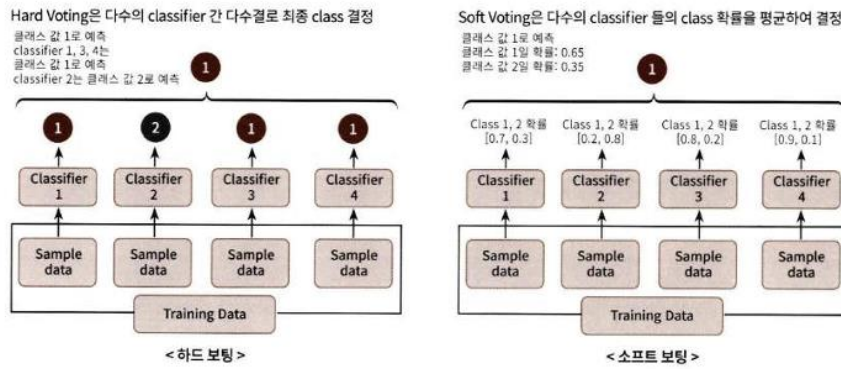 Hard Voting은 다수의 classifier 간 다수결로 최종 class 결정
클래스 값 1로 예측
classifier 1, 3, 4는
클래스 값 1로 예측
classifier 2는 클래스 값 2로 예측
1
1
2
1
1
Classifier
1
Classifier
2
Classifier
3
Classifier
4
Sample
data
Sample
data
Sample
data
Sample
data
Training Data
< 하드 보팅 >
Soft Voting은 다수의 classifier 들의 class 확률을 평균하여 결정
클래스 값 1로 예측
클래스 값 1일 확률: 0.65
클래스 값 2일 확률: 0.35
1
Class 1, 2 확률
[0.7, 0.3]
Class 1, 2 확률
[0.2, 0.8]
Class 1, 2 확률
[0.8, 0.2]
Class 1, 2 확률
[0.9, 0.1]
Classifier
1
Classifier
2
Classifier
3
Classifier
4
Sample
data
Sample
data
Sample
data
Sample
data
Training Data
< 소프트 보팅 >